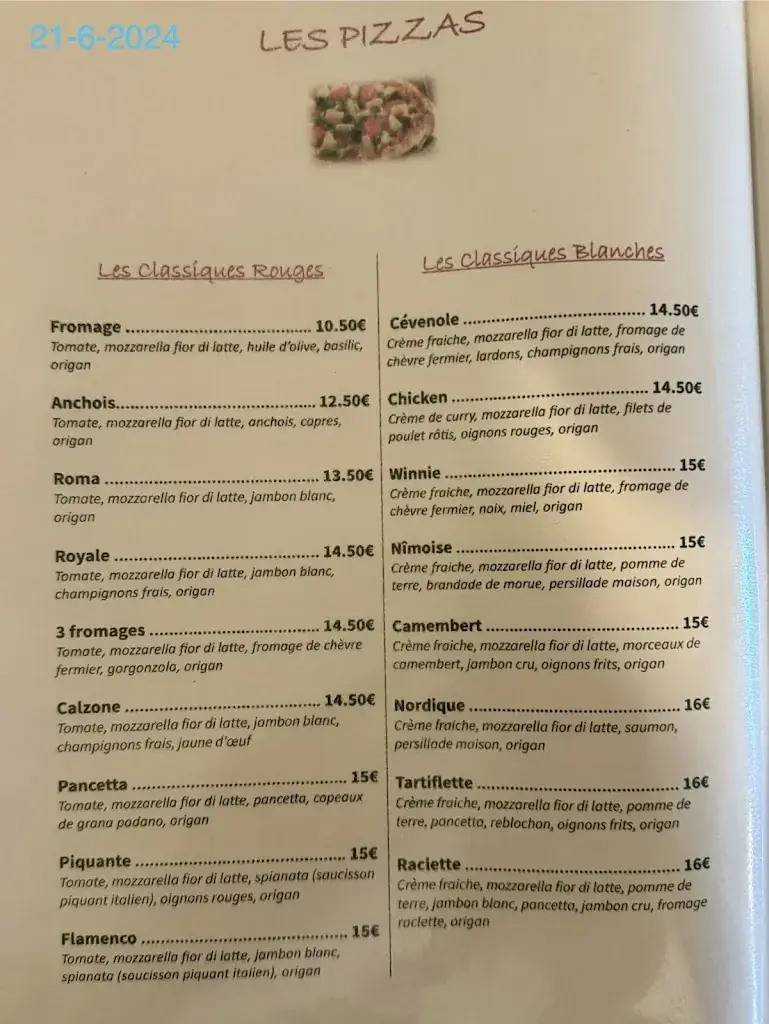 21-6-2024
LES PIZZAS
Les Classiques Rouges
Fromage ........................................ 10.50€
Tomate, mozzarella fior di latte, huile d'olive, basilic,
origan
Anchois........................................... 12.50€
Tomate, mozzarella fior di latte, anchois, capres,
origan
Roma .............................................. 13.50€
Tomate, mozzarella fior di latte, jambon blanc,
origan
Royale ............................................ 14.50€
Tomate, mozzarella fior di latte, jambon blanc,
champignons frais, origan
3 fromages .................................... 14.50€
Tomate, mozzarella fior di latte, fromage de chèvre
fermier, gorgonzola, origan
Calzone .......................................... 14.50€
Tomate, mozzarella fior di latte, jambon blanc,
champignons frais, jaune d'œuf
Pancetta .............................................. 15€
Tomate, mozzarella fior di latte, pancetta, copeaux
de grana padano, origan
Piquante .............................................. 15€
Tomate, mozzarella fior di latte, spianata (saucisson
piquant italien), oignons rouges, origan
Flamenco ............................................. 15€
Tomate, mozzarella fior di latte, jambon blanc,
spianata (saucisson piquant italien), origan
Les Classiques Blanches
Cévenole ........................................ 14.50€
Crème fraiche, mozzarella fior di latte, fromage de
chèvre fermier, lardons, champignons frais, origan
Chicken .......................................... 14.50€
Crème de curry, mozzarella fior di latte, filets de
poulet rôtis, oignons rouges, origan
Winnie .................................................. 15€
Crème fraiche, mozzarella fior di latte, fromage de
chèvre fermier, noix, miel, origan
Nîmoise ................................................ 15€
Crème fraiche, mozzarella fior di latte, pomme de
terre, brandade de morue, persillade maison, origan
Camembert .......................................... 15€
Crème fraiche, mozzarella fior di latte, morceaux de
camembert, jambon cru, oignons frits, origan
Nordique .............................................. 16€
Crème fraiche, mozzarella fior di latte, saumon,
persillade maison, origan
Tartiflette .............................................. 16€
Crème fraiche, mozzarella fior di latte, pomme de
terre, pancetta, reblochon, oignons frits, origan
Raclette ................................................. 16€
Crème fraiche, mozzarella fior di latte, pomme de
terre, jambon blanc, pancetta, jambon cru, fromage
raclette, origan